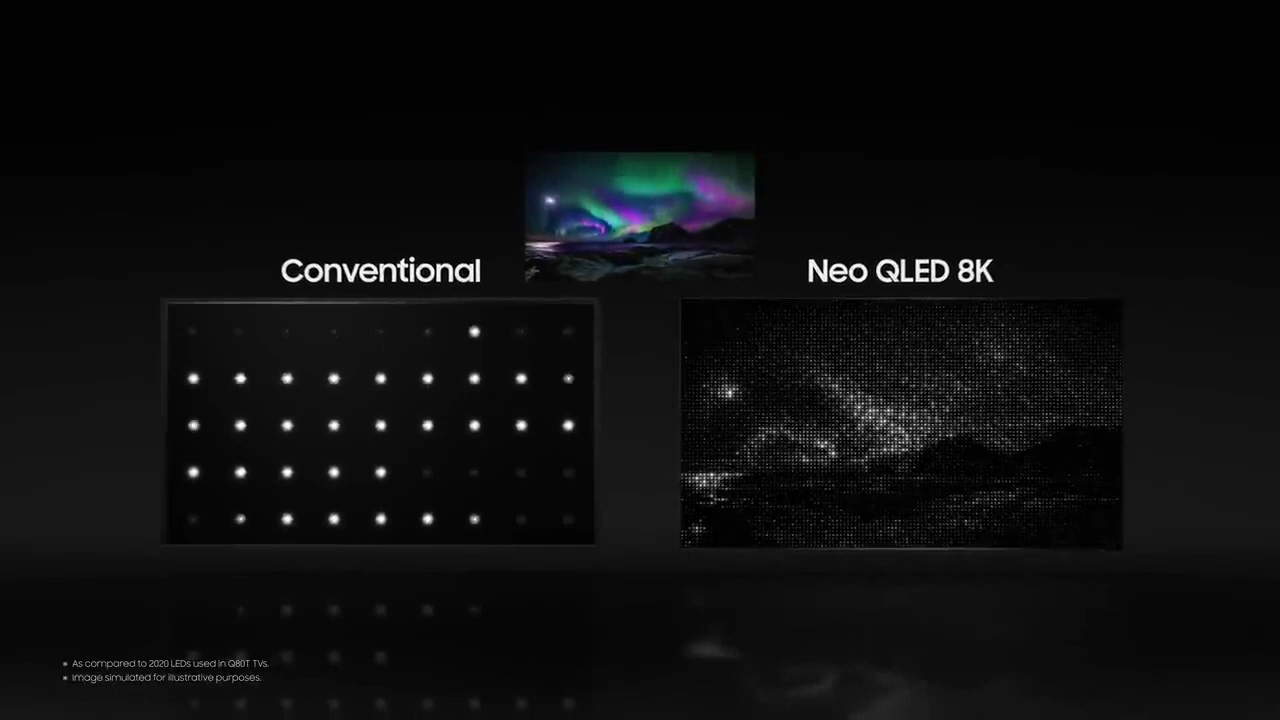 Conventional
Neo QLED 8K
* As compared to 2020 LEDs used in Q80T TVs.
* Image simulated for illustrative purposes.